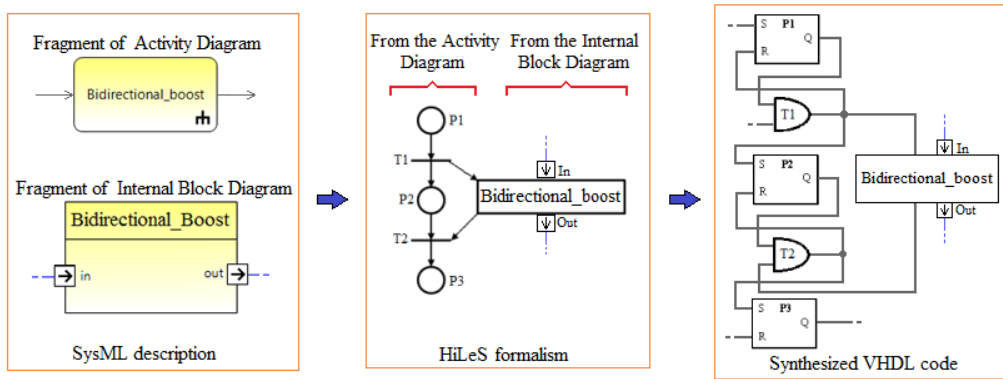 Fragment of Activity Diagram
Bidirectional_boost
Fragment of Internal Block Diagram
Bidirectional_Boost
in
out
SysML description
From the Activity
Diagram
From the Internal
Block Diagram
P1
T1
In
P2
Bidirectional_boost
Out
T2
P3
HiLeS formalism
S P1
Q
R
T1
In
S P2
Q
R
Bidirectional_boost
Out
T2
S P3
Q
R
Synthesized VHDL code